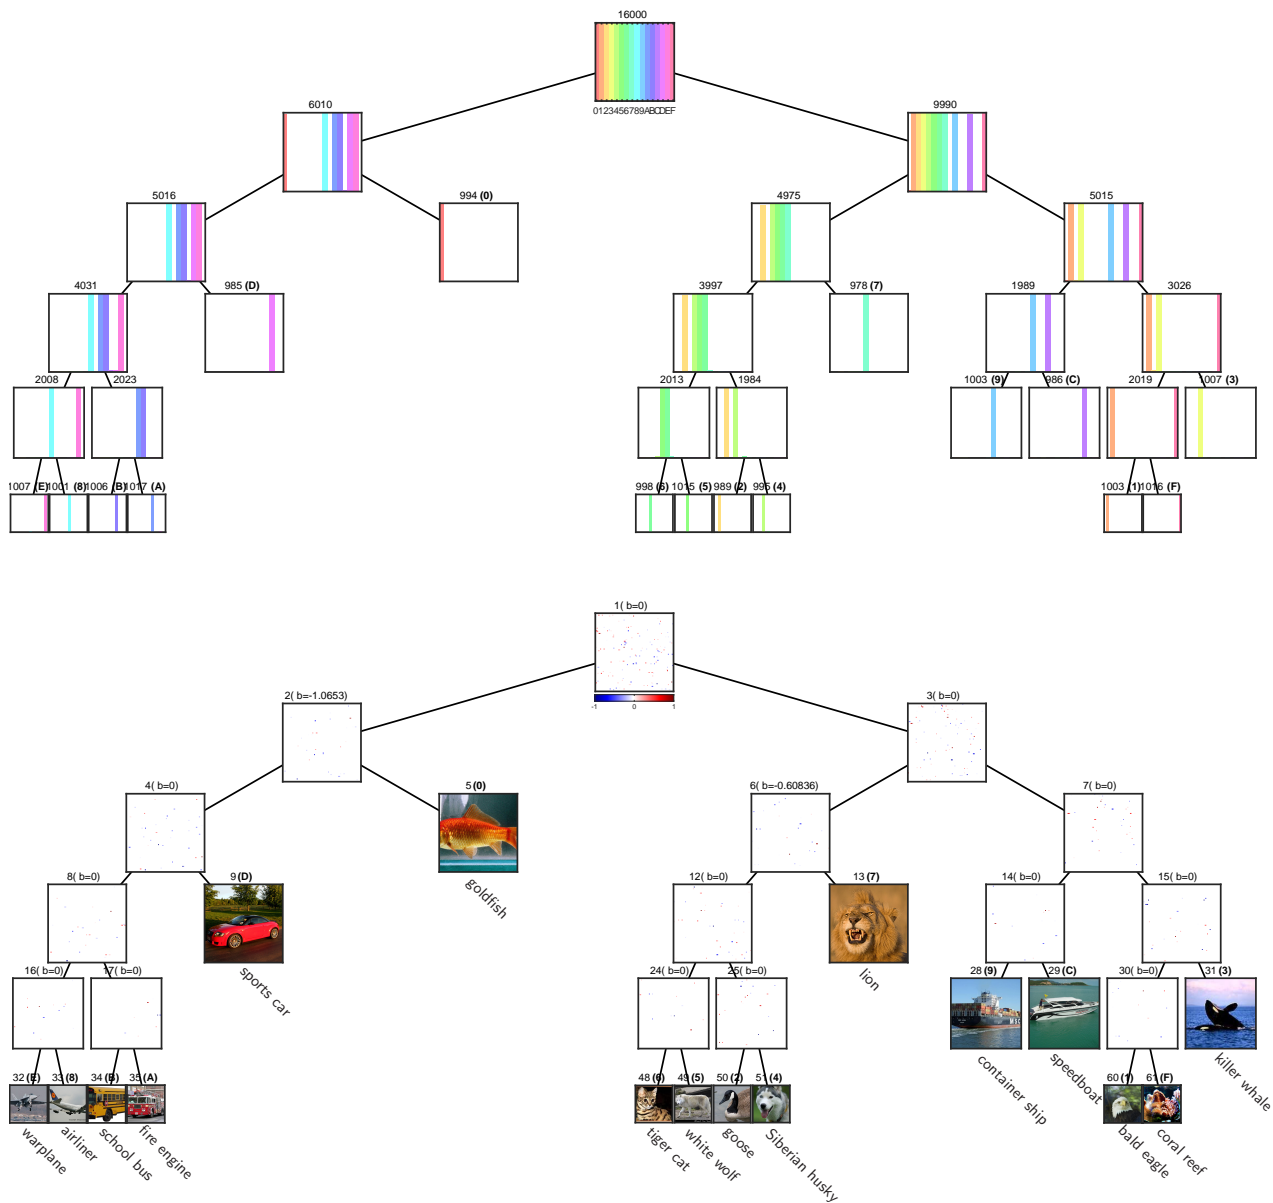 16000
0123456789ABCDEF
6010
9990
5016
994 (0)
4975
5015
4031
985 (D)
3997
978 (7)
1989
3026
2008
2023
2013
1984
1003 (9)
986 (C)
2019
1007 (3)
1007 (E)
1001 (8)
1006 (B)
1017 (A)
998 (6)
1015 (5)
989 (2)
995 (4)
1003 (1)
1016 (F)
1( b=0)
-1 0 1
2( b=-1.0653)
3( b=0)
4( b=0)
5 (0)
6( b=-0.60836)
7( b=0)
goldfish
8( b=0)
9 (D)
12( b=0)
13 (7)
14( b=0)
15( b=0)
sports car
lion
16( b=0)
17( b=0)
24( b=0)
25( b=0)
28 (9)
29 (C)
30( b=0)
31 (3)
container ship
speedboat
killer whale
32 (E)
33 (8)
34 (B)
35 (A)
48 (6)
49 (5)
50 (2)
51 (4)
60 (1)
61 (F)
warplane
airliner
school bus
fire engine
tiger cat
white wolf
goose
Siberian husky
bald eagle
coral reef